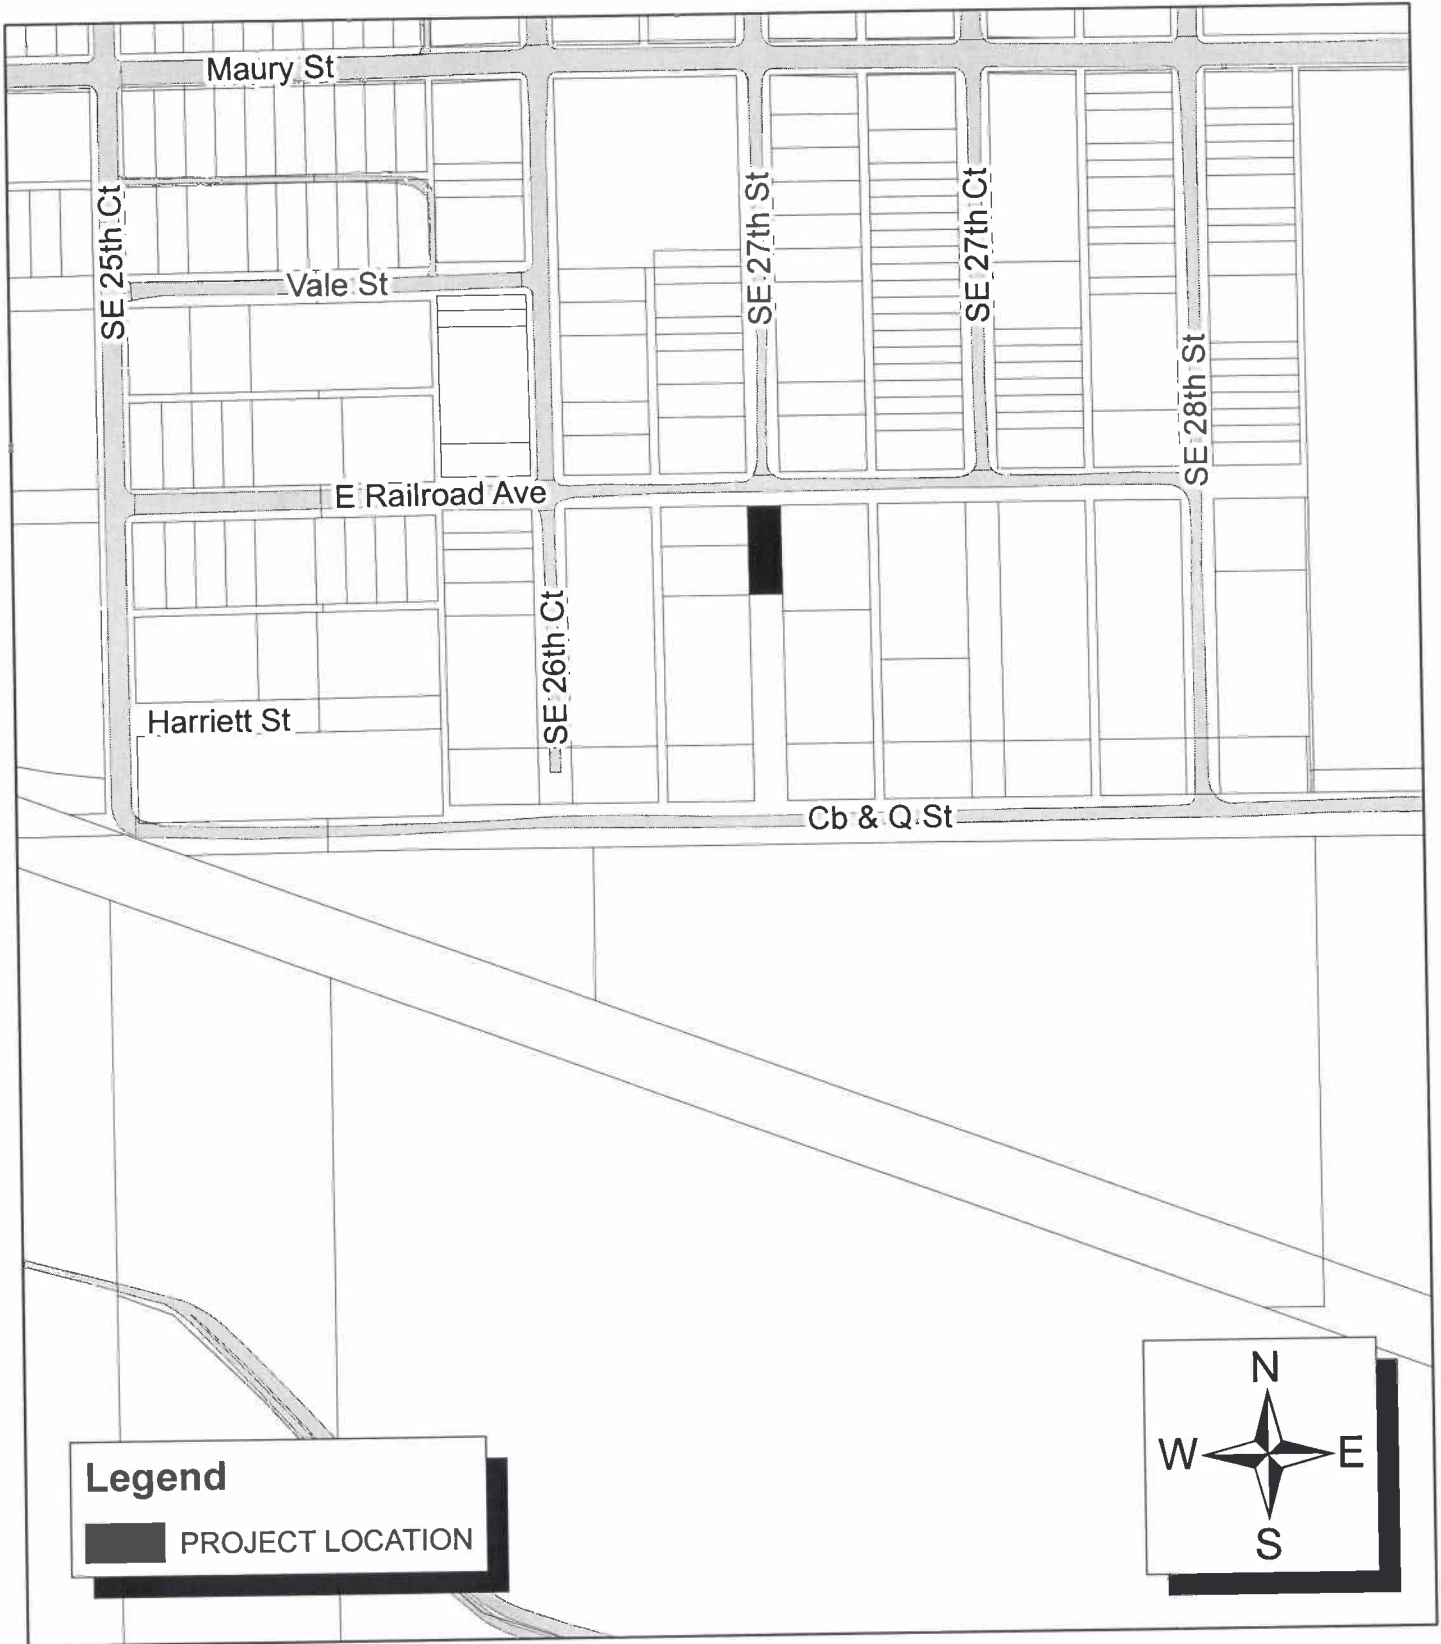 Maury St
SE 25th Ct
SE 27th St
SE 27th Ct
Vale St
SE 28th St
E Railroad Ave
SE 26th Ct
Harriett St
Cb & Q St
N
W E
S
Legend
PROJECT LOCATION